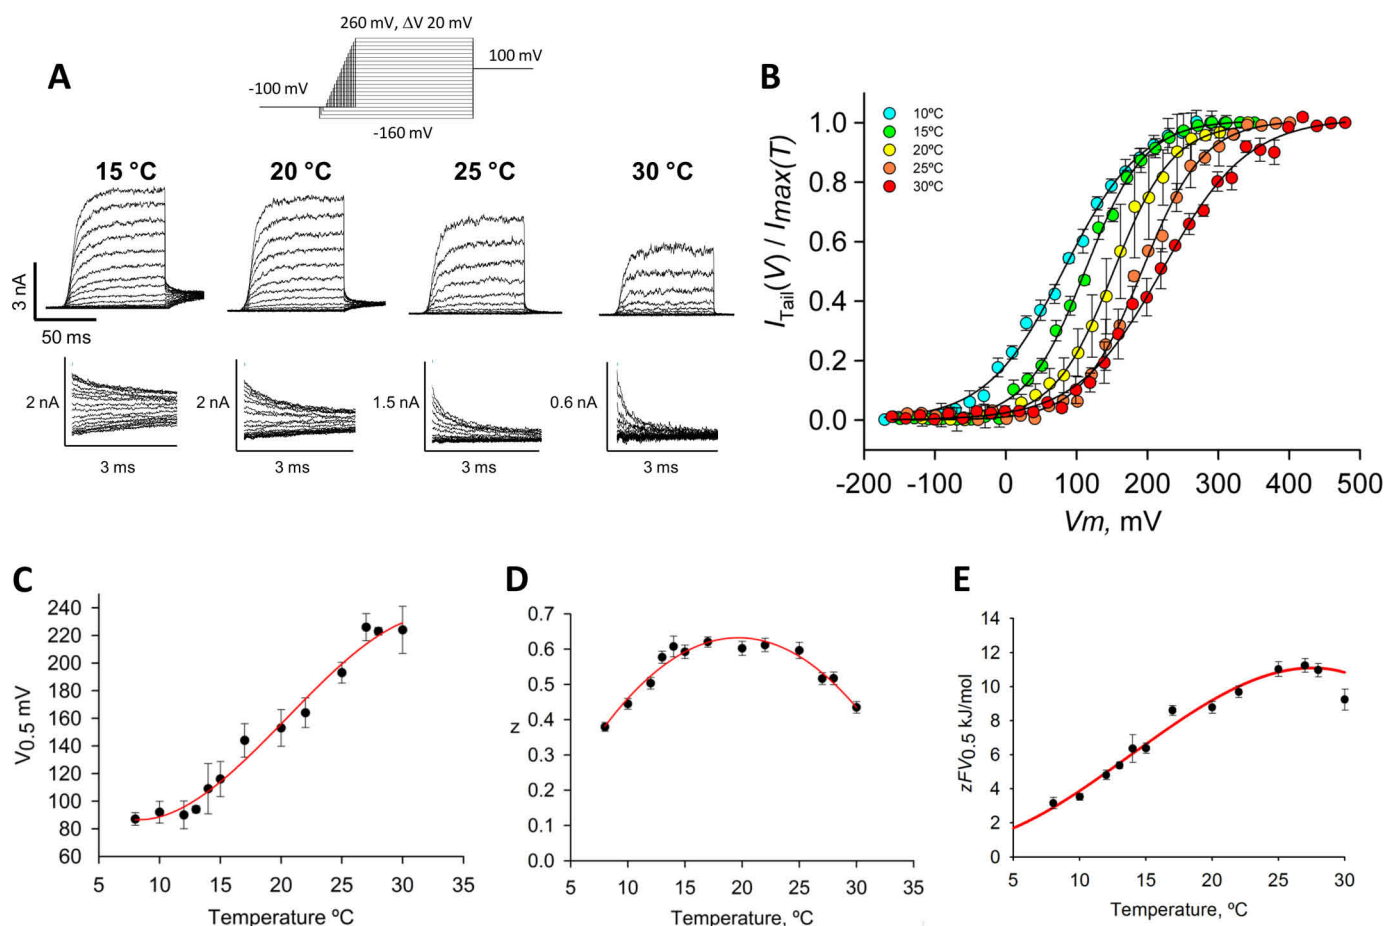 260 mV, ΔV 20 mV
100 mV
-100 mV
-160 mV
A
15 °C
20 °C
25 °C
30 °C
3 nA
50 ms
2 nA
2 nA
1.5 nA
0.6 nA
3 ms
3 ms
3 ms
3 ms
B
10ºC
15ºC
20ºC
25ºC
30ºC
I_Tail(V) / Imax(T)
1.0
0.8
0.6
0.4
0.2
0.0
-200 -100 0 100 200 300 400 500
Vm, mV
C
V0.5 mV
240
220
200
180
160
140
120
100
80
60
5 10 15 20 25 30 35
Temperature ºC
D
z
0.7
0.6
0.5
0.4
0.3
0.2
0.1
0.0
5 10 15 20 25 30 35
Temperature, ºC
E
zFV0.5 kJ/mol
14
12
10
8
6
4
2
0
5 10 15 20 25 30
Temperature, ºC